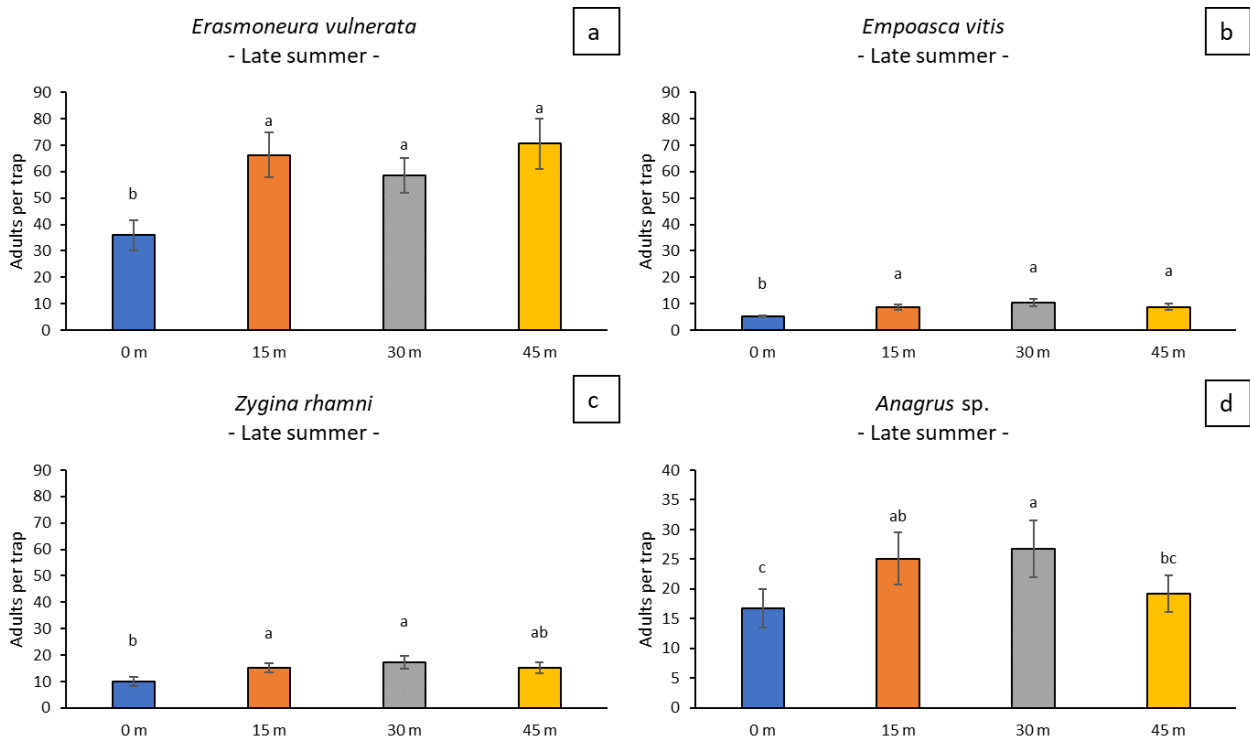 Erasmoneura vulnerata
- Late summer -
a
Adults per trap
90
80
70
60
50
40
30
20
10
0
b
a
a
a
0 m
15 m
30 m
45 m
Empoasca vitis
- Late summer -
b
Adults per trap
90
80
70
60
50
40
30
20
10
0
b
a
a
a
0 m
15 m
30 m
45 m
Zygina rhamni
- Late summer -
c
Adults per trap
90
80
70
60
50
40
30
20
10
0
b
a
a
ab
0 m
15 m
30 m
45 m
Anagrus sp.
- Late summer -
d
Adults per trap
40
35
30
25
20
15
10
5
0
c
ab
a
bc
0 m
15 m
30 m
45 m